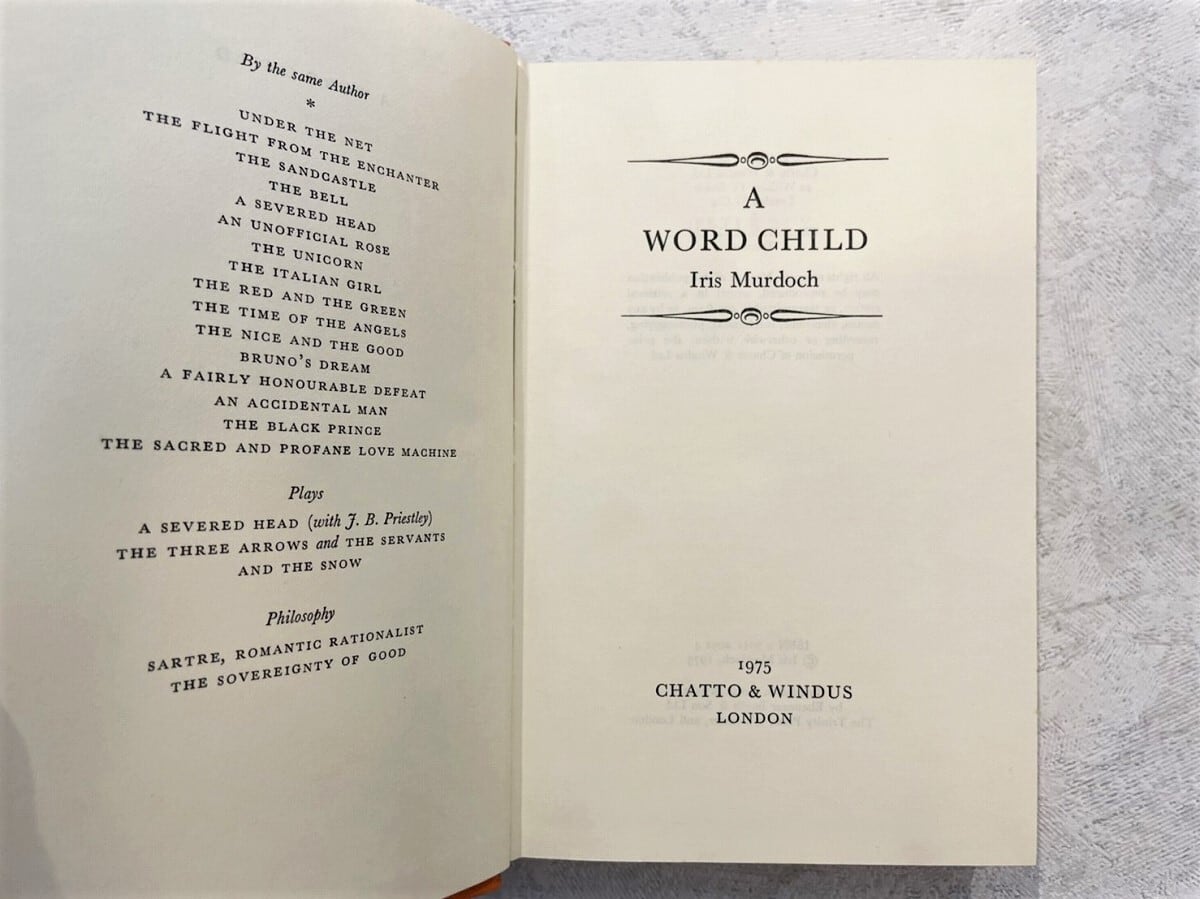 By the same Author
*
UNDER THE NET
THE FLIGHT FROM THE ENCHANTER
THE SANDCASTLE
THE BELL
A SEVERED HEAD
AN UNOFFICIAL ROSE
THE UNICORN
THE ITALIAN GIRL
THE RED AND THE GREEN
THE TIME OF THE ANGELS
THE NICE AND THE GOOD
BRUNO'S DREAM
A FAIRLY HONOURABLE DEFEAT
AN ACCIDENTAL MAN
THE BLACK PRINCE
THE SACRED AND PROFANE LOVE MACHINE
Plays
A SEVERED HEAD (with J. B. Priestley)
THE THREE ARROWS and THE SERVANTS
AND THE SNOW
Philosophy
SARTRE, ROMANTIC RATIONALIST
THE SOVEREIGNTY OF GOOD
A
WORD CHILD
Iris Murdoch
1975
CHATTO & WINDUS
LONDON